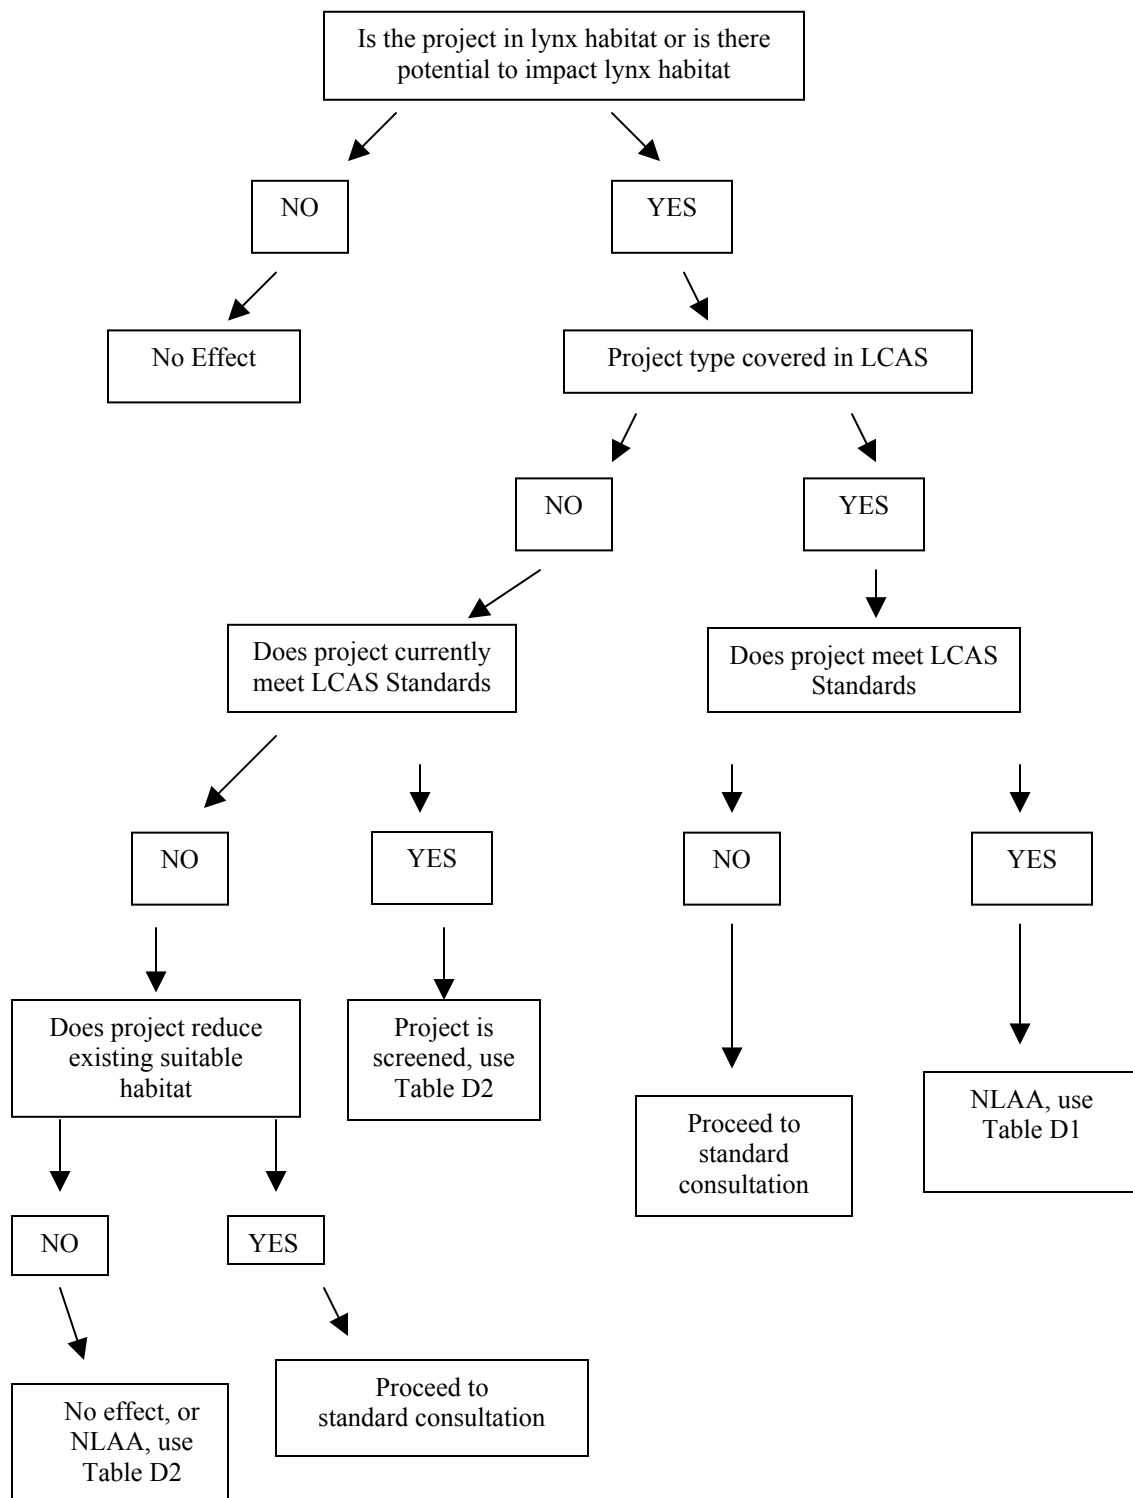 Is the project in lynx habitat or is there
potential to impact lynx habitat
NO
YES
No Effect
Project type covered in LCAS
NO
YES
Does project currently
meet LCAS Standards
Does project meet LCAS
Standards
NO
YES
NO
YES
Does project reduce
existing suitable
habitat
Project is
screened, use
Table D2
Proceed to
standard
consultation
NLAA, use
Table D1
NO
YES
No effect, or
NLAA, use
Table D2
Proceed to
standard consultation